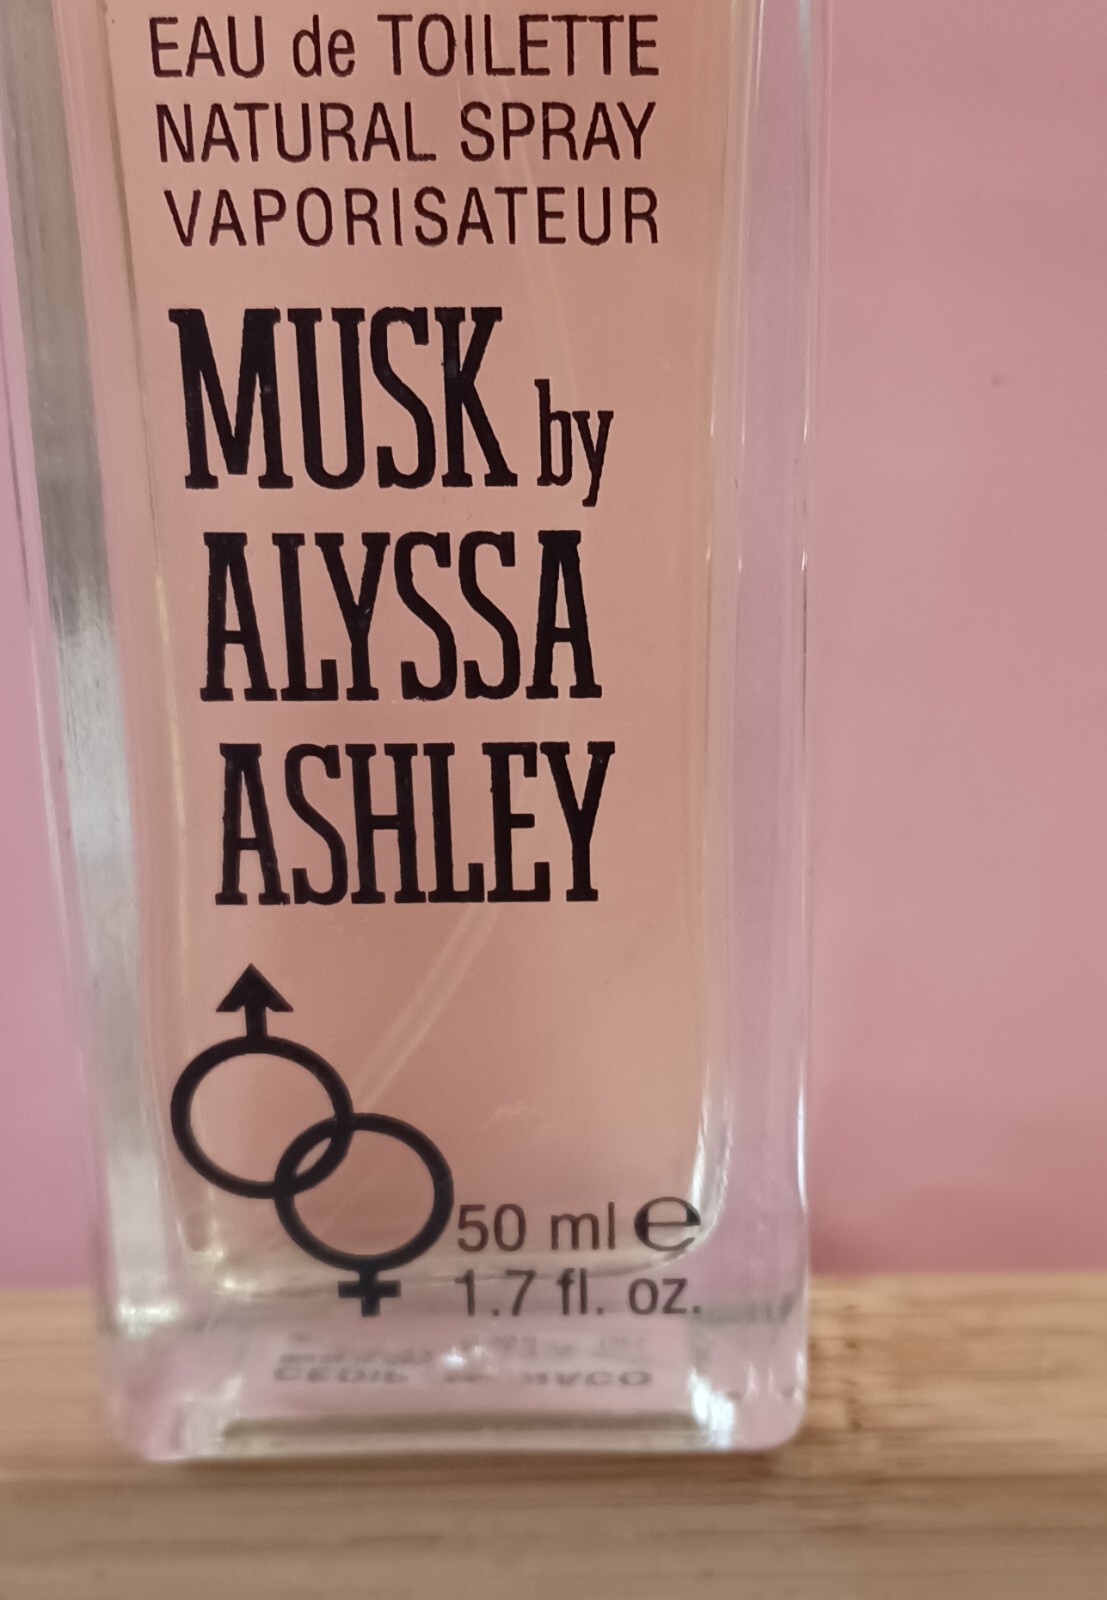 EAU de TOILETTE
NATURAL SPRAY
VAPORISATEUR
MUSK by
ALYSSA
ASHLEY
50 ml e
1.7 fl. oz.